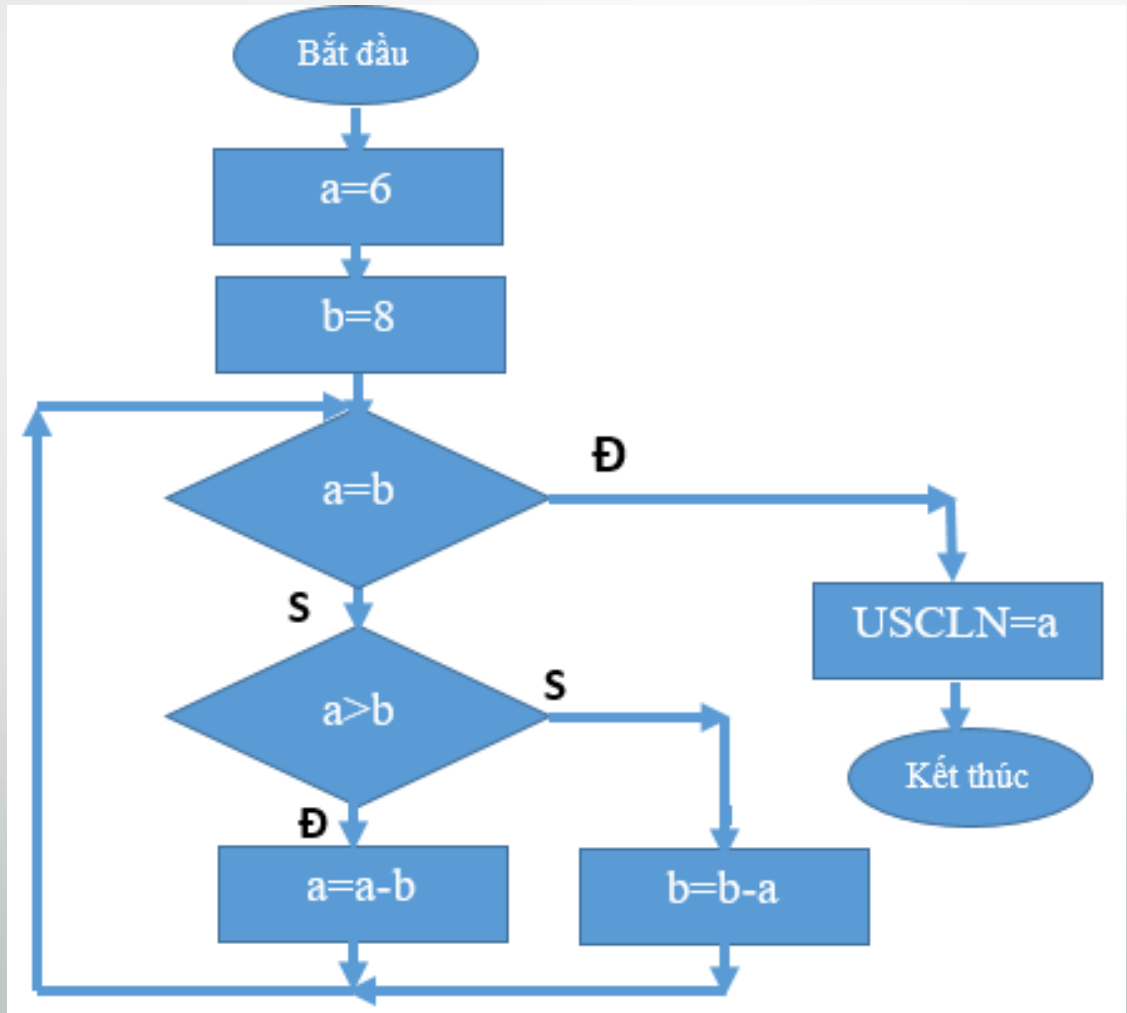 Bắt đầu
a=6
b=8
a=b
Đ
S
USCLN=a
a>b
S
Kết thúc
Đ
a=a-b
b=b-a